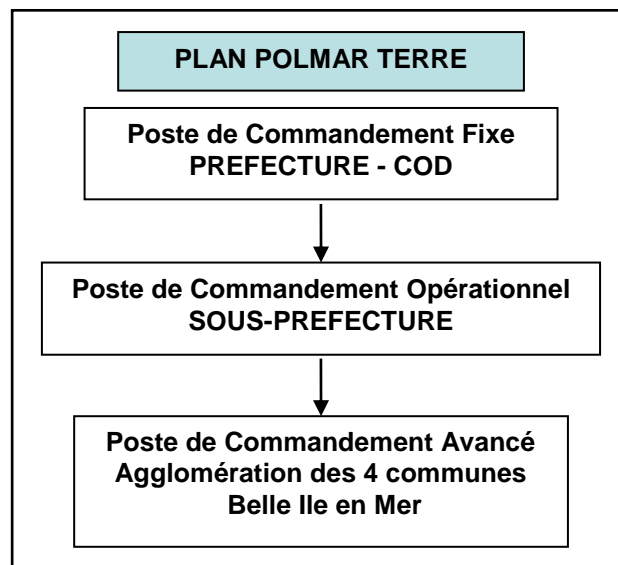 PLAN POLMAR TERRE
Poste de Commandement Fixe
PREFECTURE - COD
Poste de Commandement Opérationnel
SOUS-PREFECTURE
Poste de Commandement Avancé
Agglomération des 4 communes
Belle Ile en Mer